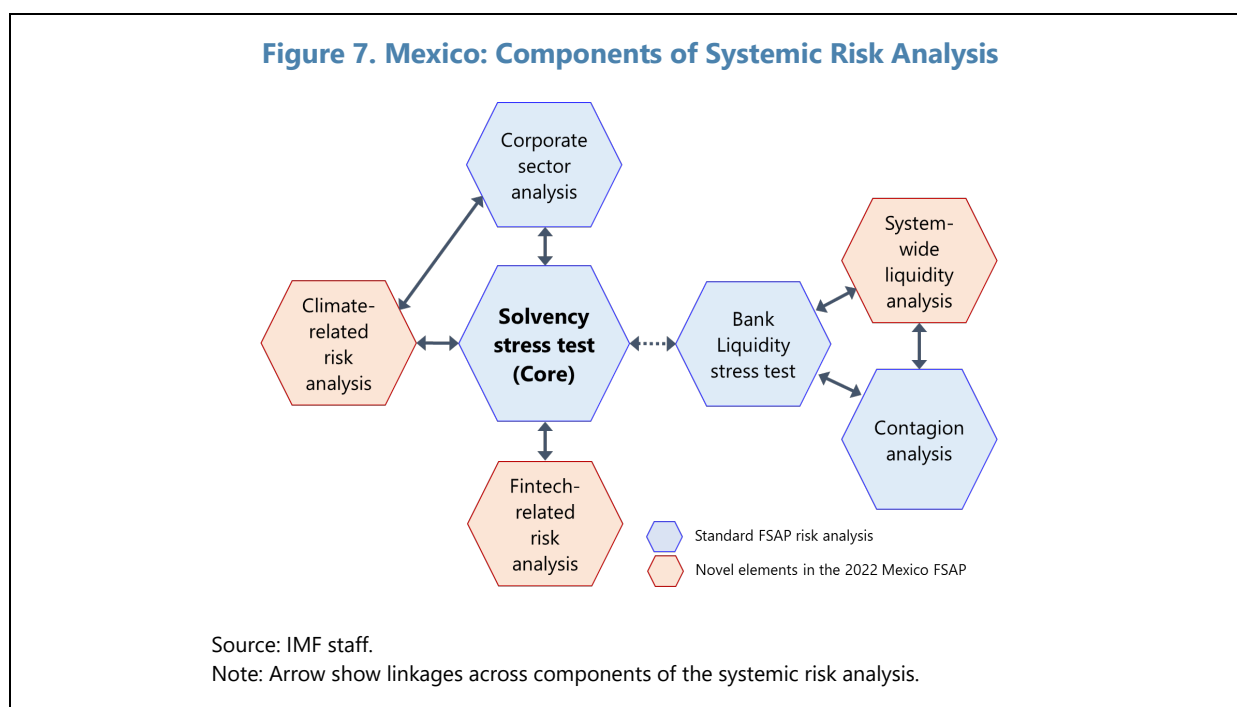 Figure 7. Mexico: Components of Systemic Risk Analysis
Corporate
sector
analysis
System-
wide
liquidity
analysis
Climate-
related
risk
analysis
Solvency
stress test
(Core)
Bank
Liquidity
stress test
Contagion
analysis
Fintech-
related
risk
analysis
Standard FSAP risk analysis
Novel elements in the 2022 Mexico FSAP
Source: IMF staff.
Note: Arrow show linkages across components of the systemic risk analysis.